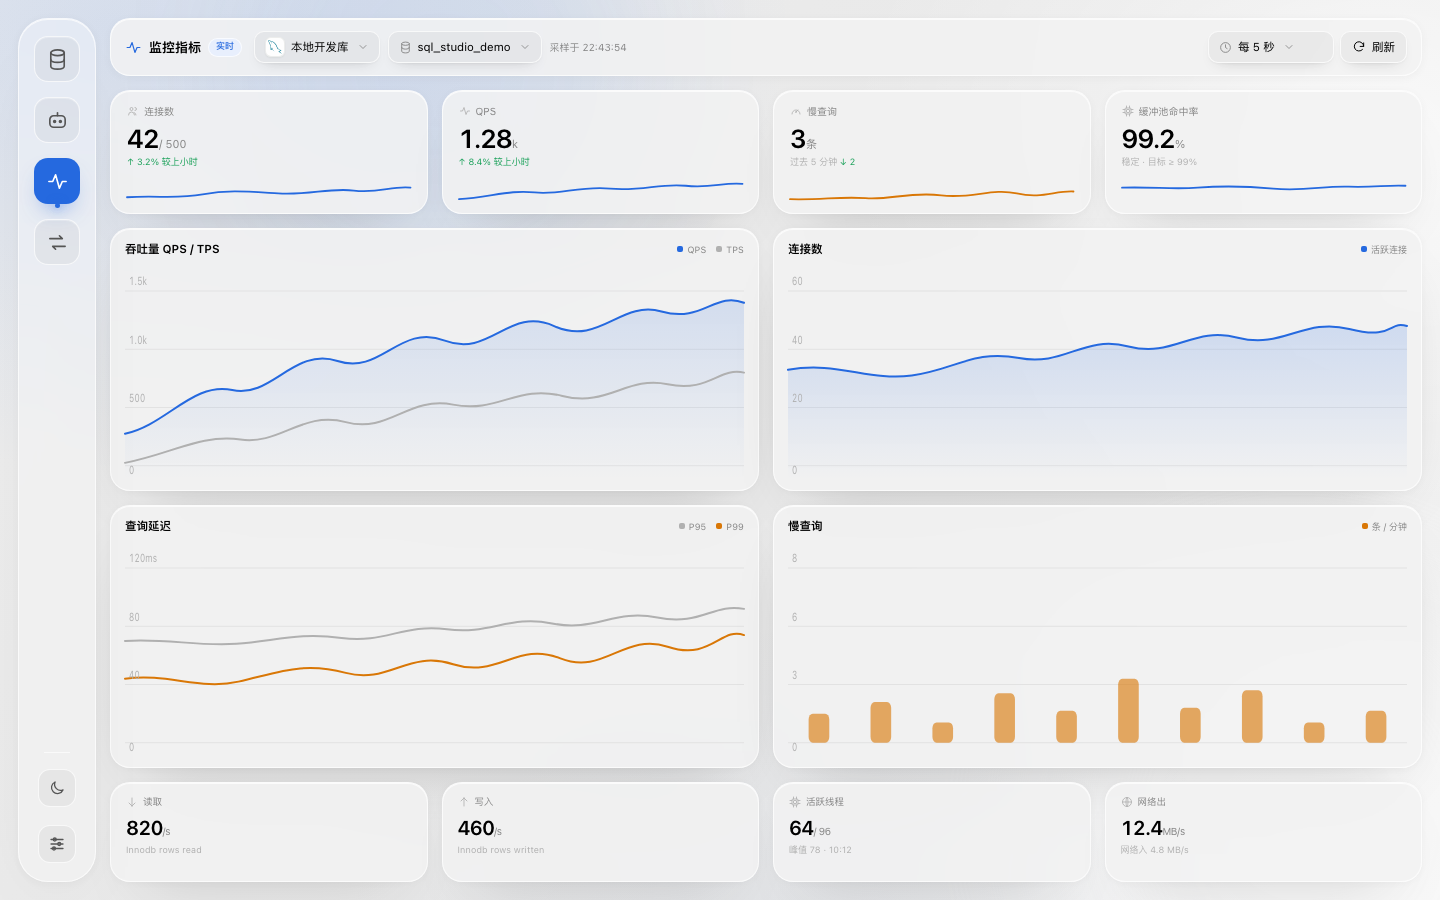 监控指标 实时 本地开发库 sql_studio_demo 采样于 22:43:54 每 5 秒 刷新
连接数
42/ 500
↑ 3.2% 较上小时
QPS
1.28k
↑ 8.4% 较上小时
慢查询
3条
过去 5 分钟 ↓ 2
缓冲池命中率
99.2%
稳定 · 目标 ≥ 99%
吞吐量 QPS / TPS
QPS TPS
1.5k
1.0k
500
0
连接数
活跃连接
60
40
20
0
查询延迟
P95 P99
120ms
80
40
0
慢查询
条 / 分钟
8
6
3
0
读取
820/s
Innodb rows read
写入
460/s
Innodb rows written
活跃线程
64/ 96
峰值 78 · 10:12
网络出
12.4MB/s
网络入 4.8 MB/s